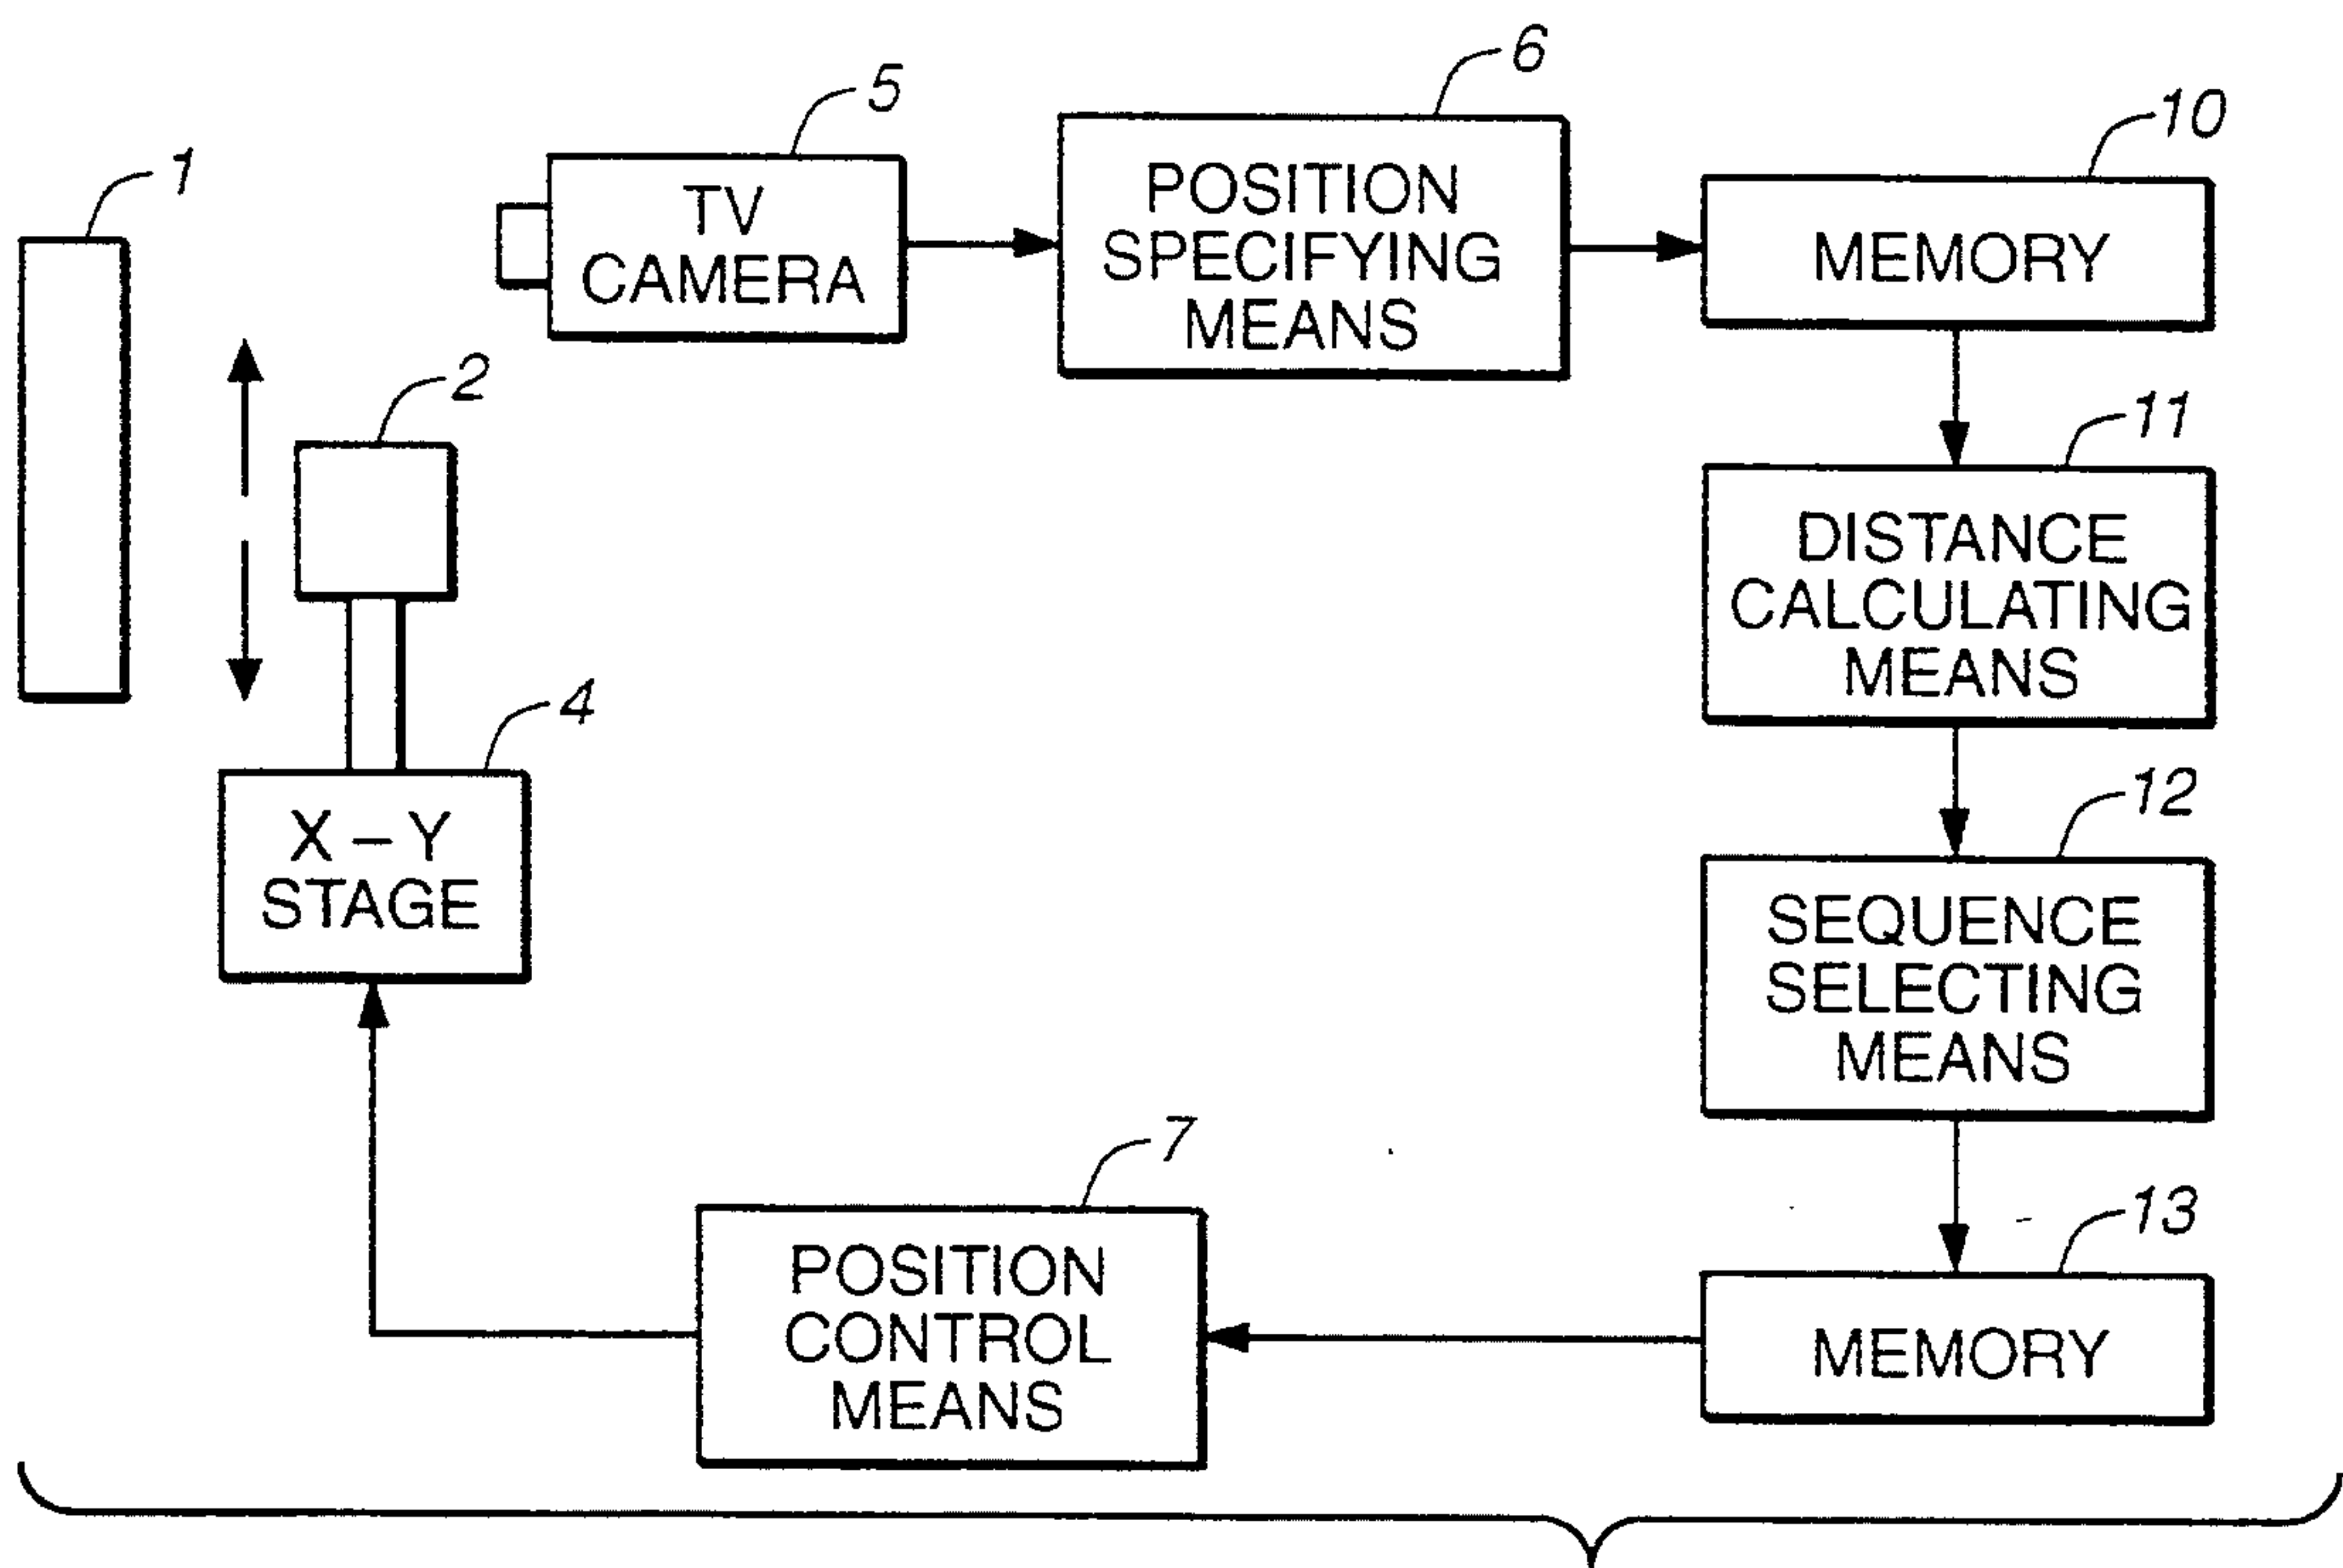 1
2
4
X – Y
STAGE
5
TV
CAMERA
6
POSITION
SPECIFYING
MEANS
10
MEMORY
11
DISTANCE
CALCULATING
MEANS
12
SEQUENCE
SELECTING
MEANS
13
MEMORY
7
POSITION
CONTROL
MEANS